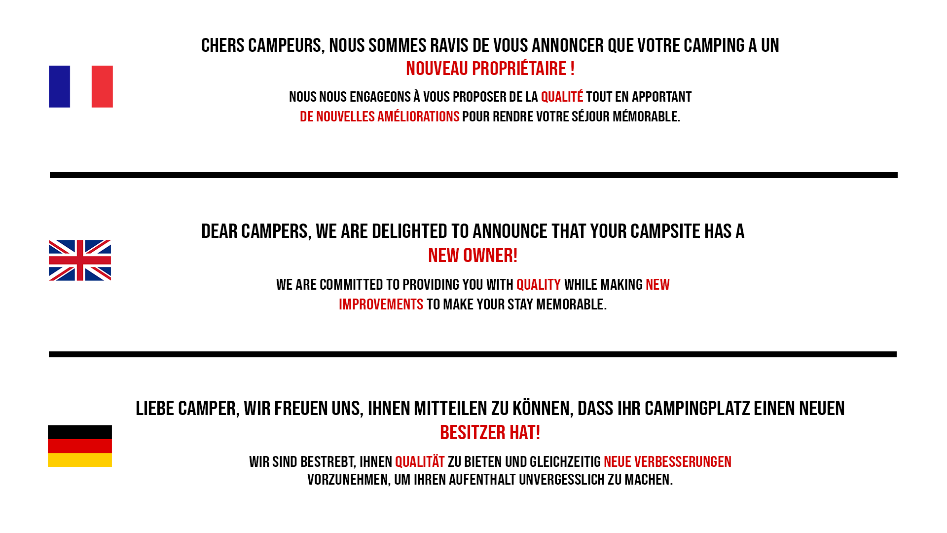 CHERS CAMPEURS, NOUS SOMMES RAVIS DE VOUS ANNONCER QUE VOTRE CAMPING A UN
NOUVEAU PROPRIÉTAIRE !
NOUS NOUS ENGAGEONS À VOUS PROPOSER DE LA QUALITÉ TOUT EN APPORTANT
DE NOUVELLES AMÉLIORATIONS POUR RENDRE VOTRE SÉJOUR MÉMORABLE.
DEAR CAMPERS, WE ARE DELIGHTED TO ANNOUNCE THAT YOUR CAMPSITE HAS A
NEW OWNER!
WE ARE COMMITTED TO PROVIDING YOU WITH QUALITY WHILE MAKING NEW
IMPROVEMENTS TO MAKE YOUR STAY MEMORABLE.
LIEBE CAMPER, WIR FREUEN UNS, IHNEN MITTEILEN ZU KÖNNEN, DASS IHR CAMPINGPLATZ EINEN NEUEN
BESITZER HAT!
WIR SIND BESTREBT, IHNEN QUALITÄT ZU BIETEN UND GLEICHZEITIG NEUE VERBESSERUNGEN
VORZUNEHMEN, UM IHREN AUFENTHALT UNVERGESSLICH ZU MACHEN.